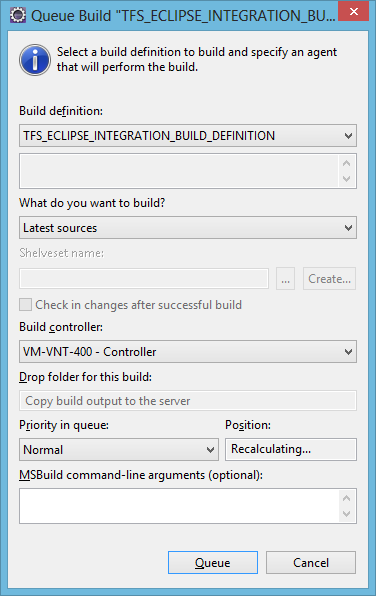 Queue Build "TFS_ECLIPSE_INTEGRATION_BU...
Select a build definition to build and specify an agent
that will perform the build.
Build definition:
TFS_ECLIPSE_INTEGRATION_BUILD_DEFINITION
What do you want to build?
Latest sources
Shelveset name:
... Create...
Check in changes after successful build
Build controller:
VM-VNT-400 - Controller
Drop folder for this build:
Copy build output to the server
Priority in queue: Position:
Normal Recalculating...
MSBuild command-line arguments (optional):
Queue Cancel